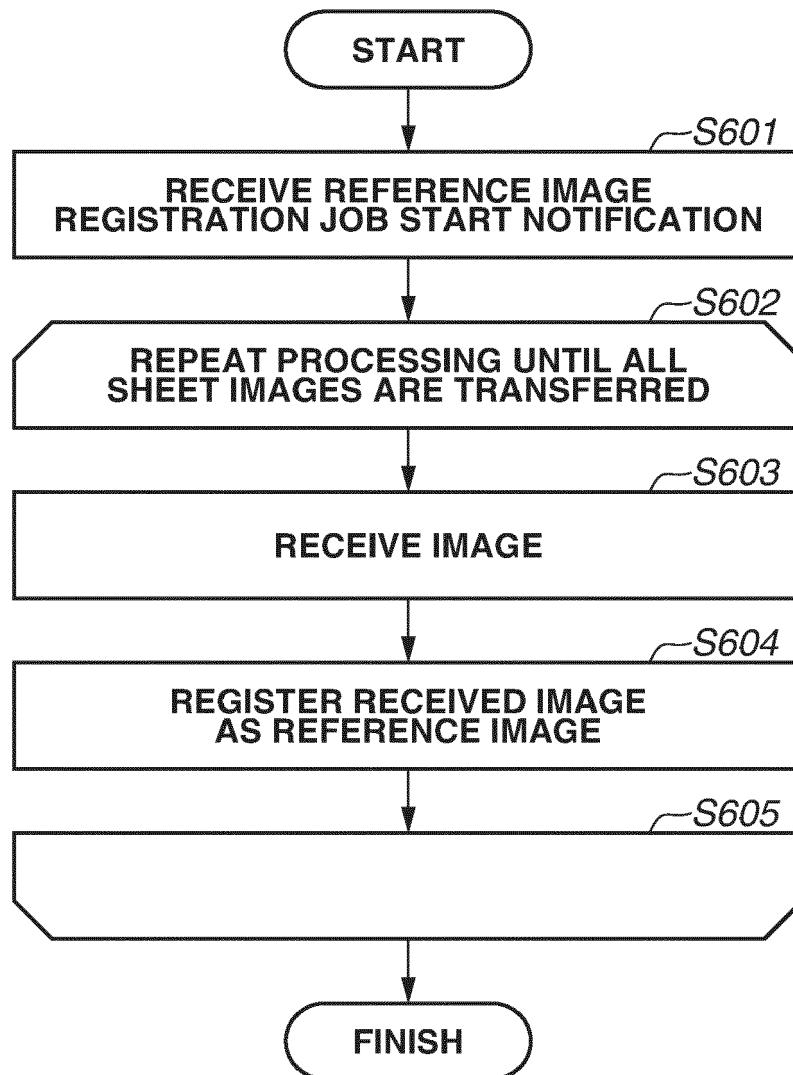 START
S601
RECEIVE REFERENCE IMAGE
REGISTRATION JOB START NOTIFICATION
S602
REPEAT PROCESSING UNTIL ALL
SHEET IMAGES ARE TRANSFERRED
S603
RECEIVE IMAGE
S604
REGISTER RECEIVED IMAGE
AS REFERENCE IMAGE
S605
FINISH